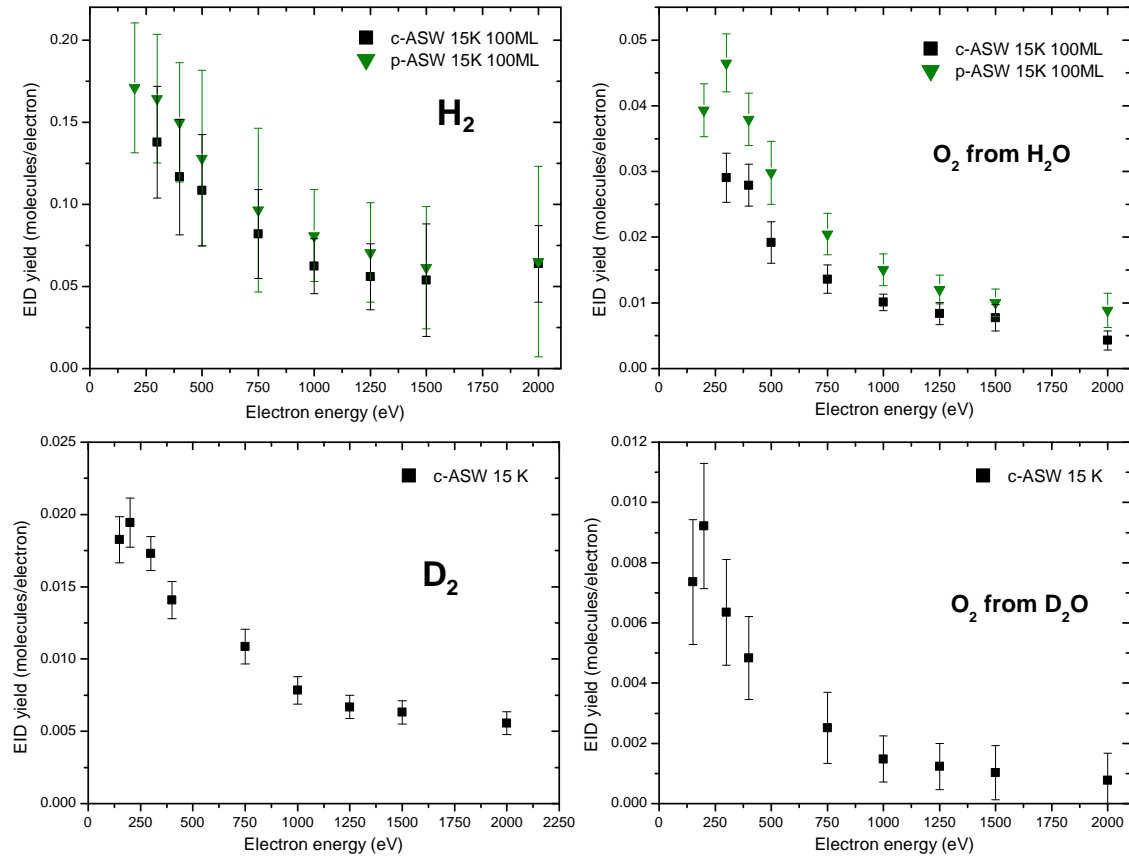 c-ASW 15K 100ML
p-ASW 15K 100ML
H2
0.20
0.15
0.10
0.05
0.00
EID yield (molecules/electron)
0 250 500 750 1000 1250 1500 1750 2000
Electron energy (eV)
c-ASW 15K 100ML
p-ASW 15K 100ML
O2 from H2O
0.05
0.04
0.03
0.02
0.01
0.00
EID yield (molecules/electron)
0 250 500 750 1000 1250 1500 1750 2000
Electron energy (eV)
c-ASW 15 K
D2
0.025
0.020
0.015
0.010
0.005
0.000
EID yield (molecules/electron)
0 250 500 750 1000 1250 1500 1750 2000 2250
Electron energy (eV)
c-ASW 15 K
O2 from D2O
0.012
0.010
0.008
0.006
0.004
0.002
0.000
EID yield (molecules/electron)
0 250 500 750 1000 1250 1500 1750 2000
Electron energy (eV)